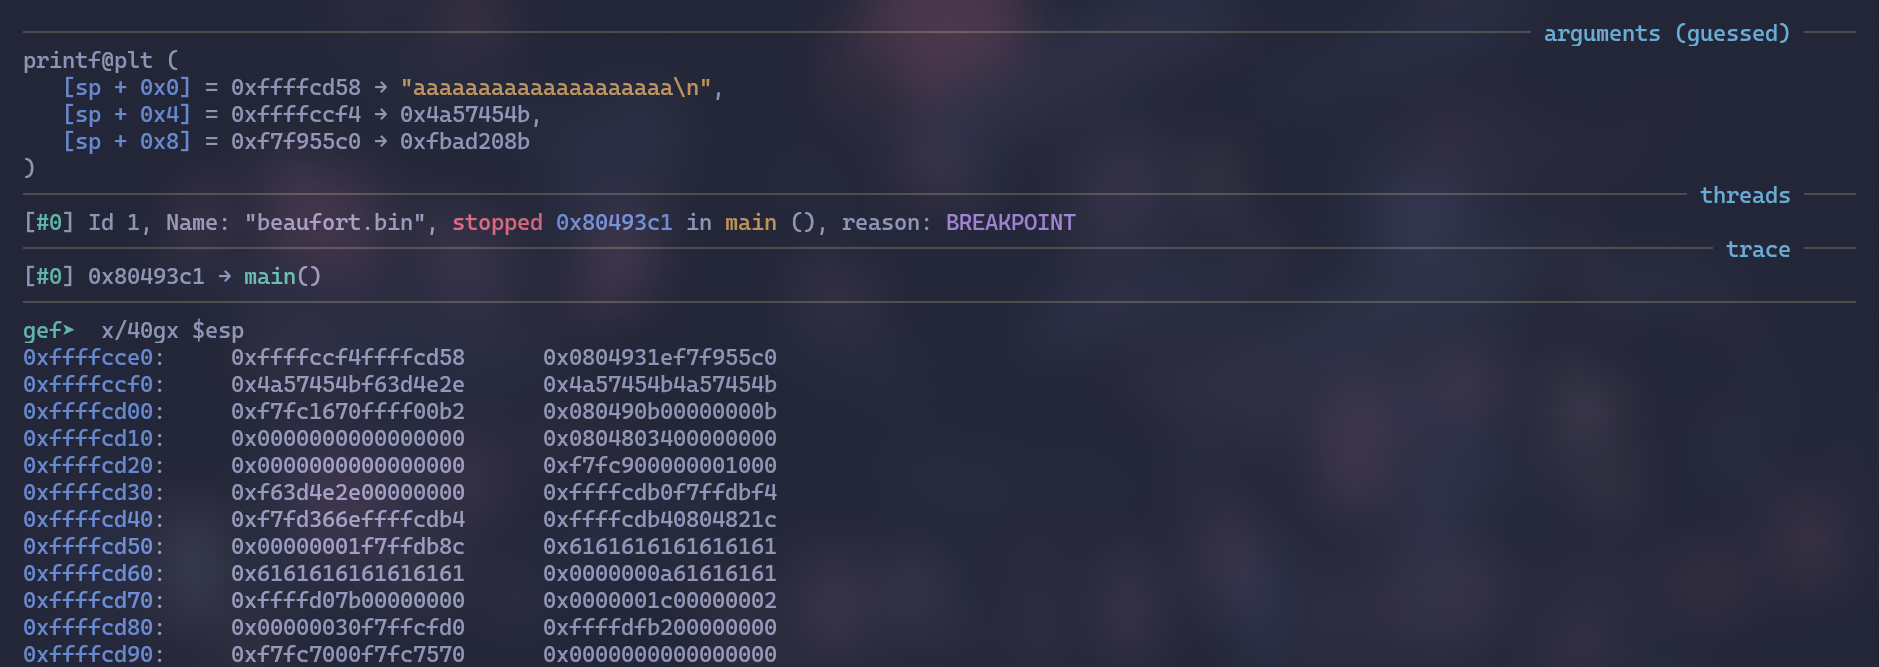 arguments (guessed)
printf@plt (
   [sp + 0x0] = 0xffffcd58 → "aaaaaaaaaaaaaaaaaaaa\n",
   [sp + 0x4] = 0xffffccf4 → 0x4a57454b,
   [sp + 0x8] = 0xf7f955c0 → 0xfbad208b
)
threads
[#0] Id 1, Name: "beaufort.bin", stopped 0x80493c1 in main (), reason: BREAKPOINT
trace
[#0] 0x80493c1 → main()
gef➤  x/40gx $esp
0xffffcce0:	0xffffccf4ffffcd58	0x0804931ef7f955c0
0xffffccf0:	0x4a57454bf63d4e2e	0x4a57454b4a57454b
0xffffcd00:	0xf7fc1670ffff00b2	0x080490b00000000b
0xffffcd10:	0x0000000000000000	0x0804803400000000
0xffffcd20:	0x0000000000000000	0xf7fc900000001000
0xffffcd30:	0xf63d4e2e00000000	0xffffcdb0f7ffdbf4
0xffffcd40:	0xf7fd366effffcdb4	0xffffcdb40804821c
0xffffcd50:	0x00000001f7ffdb8c	0x6161616161616161
0xffffcd60:	0x6161616161616161	0x0000000a61616161
0xffffcd70:	0xffffd07b00000000	0x0000001c00000002
0xffffcd80:	0x00000030f7ffcfd0	0xffffdfb200000000
0xffffcd90:	0xf7fc7000f7fc7570	0x0000000000000000